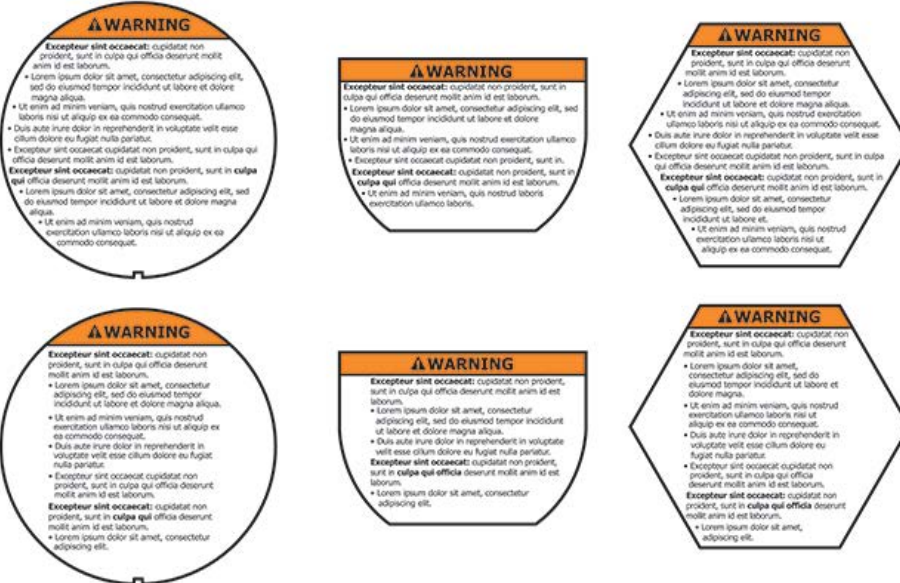 ⚠WARNING
Excepteur sint occaecat: cupidatat non
proident, sunt in culpa qui officia deserunt mollit
anim id est laborum.
• Lorem ipsum dolor sit amet, consectetur adipiscing elit,
sed do eiusmod tempor incididunt ut labore et dolore
magna aliqua.
• Ut enim ad minim veniam, quis nostrud exercitation ullamco
laboris nisi ut aliquip ex ea commodo consequat.
• Duis aute irure dolor in reprehenderit in voluptate velit esse
cillum dolore eu fugiat nulla pariatur.
• Excepteur sint occaecat cupidatat non proident, sunt in culpa qui
officia deserunt mollit anim id est laborum.
Excepteur sint occaecat: cupidatat non proident, sunt in culpa
qui officia deserunt mollit anim id est laborum.
• Lorem ipsum dolor sit amet, consectetur adipiscing elit, sed
do eiusmod tempor incididunt ut labore et dolore magna
aliqua.
• Ut enim ad minim veniam, quis nostrud
exercitation ullamco laboris nisi ut aliquip ex ea
commodo consequat.
⚠WARNING
Excepteur sint occaecat: cupidatat non proident, sunt in
culpa qui officia deserunt mollit anim id est laborum.
• Lorem ipsum dolor sit amet, consectetur adipiscing elit, sed
do eiusmod tempor incididunt ut labore et dolore
magna aliqua.
• Ut enim ad minim veniam, quis nostrud exercitation ullamco
laboris nisi ut aliquip ex ea commodo consequat.
• Excepteur sint occaecat cupidatat non proident, sunt in.
Excepteur sint occaecat: cupidatat non proident, sunt in
culpa qui officia deserunt mollit anim id est laborum.
• Ut enim ad minim veniam, quis nostrud laboris
exercitation ullamco laboris.
⚠WARNING
Excepteur sint occaecat: cupidatat non
proident, sunt in culpa qui officia deserunt
mollit anim id est laborum.
• Lorem ipsum dolor sit amet, consectetur
adipiscing elit, sed do eiusmod tempor
incididunt ut labore et dolore magna aliqua.
• Ut enim ad minim veniam, quis nostrud exercitation
ullamco laboris nisi ut aliquip ex ea commodo consequat.
• Duis aute irure dolor in reprehenderit in voluptate velit esse
cillum dolore eu fugiat nulla pariatur.
• Excepteur sint occaecat cupidatat non proident, sunt in culpa
qui officia deserunt mollit anim id est laborum.
Excepteur sint occaecat: cupidatat non proident, sunt in
culpa qui officia deserunt mollit anim id est laborum.
• Lorem ipsum dolor sit amet, consectetur
adipiscing elit, sed do eiusmod tempor
incididunt ut labore et.
• Ut enim ad minim veniam, quis nostrud
exercitation ullamco laboris nisi ut
aliquip ex ea commodo consequat.
⚠WARNING
Excepteur sint occaecat: cupidatat non
proident, sunt in culpa qui officia deserunt
mollit anim id est laborum.
• Lorem ipsum dolor sit amet, consectetur
adipiscing elit, sed do eiusmod tempor
incididunt ut labore et dolore magna aliqua.
• Ut enim ad minim veniam, quis nostrud
exercitation ullamco laboris nisi ut aliquip ex
ea commodo consequat.
• Duis aute irure dolor in reprehenderit in
voluptate velit esse cillum dolore eu fugiat
nulla pariatur.
• Excepteur sint occaecat cupidatat non
proident, sunt in culpa qui officia deserunt
mollit anim id est laborum.
Excepteur sint occaecat: cupidatat non
proident, sunt in culpa qui officia deserunt
mollit anim id est laborum.
• Lorem ipsum dolor sit amet, consectetur
adipiscing elit.
⚠WARNING
Excepteur sint occaecat: cupidatat non proident,
sunt in culpa qui officia deserunt mollit anim id est
laborum.
• Lorem ipsum dolor sit amet, consectetur
adipiscing elit, sed do eiusmod tempor incididunt
ut labore et dolore magna aliqua.
• Duis aute irure dolor in reprehenderit in voluptate
velit esse cillum dolore eu fugiat nulla pariatur.
Excepteur sint occaecat: cupidatat non proident,
sunt in culpa qui officia deserunt mollit anim id est
laborum.
• Lorem ipsum dolor sit amet, consectetur
adipiscing elit.
⚠WARNING
Excepteur sint occaecat: cupidatat non
proident, sunt in culpa qui officia deserunt
mollit anim id est laborum.
• Lorem ipsum dolor sit amet,
consectetur adipiscing elit, sed do
eiusmod tempor incididunt ut labore et
dolore magna.
• Ut enim ad minim veniam, quis nostrud
exercitation ullamco laboris nisi ut
aliquip ex ea commodo consequat.
• Duis aute irure dolor in reprehenderit in
voluptate velit esse cillum dolore eu
fugiat nulla pariatur.
• Excepteur sint occaecat cupidatat non
proident, sunt in culpa qui officia
deserunt mollit anim id est laborum.
Excepteur sint occaecat: cupidatat non
proident, sunt in culpa qui officia deserunt
mollit anim id est laborum.
• Lorem ipsum dolor sit amet,
adipiscing elit.